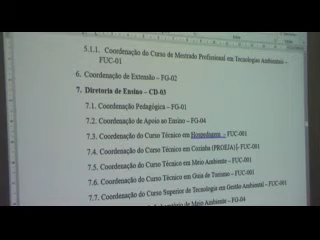 5.1.1. Coordenação do Curso de Mestrado Profissional em Tecnologias Ambientais –
FUC-01
6. Coordenação de Extensão – FG-02
7. Diretoria de Ensino – CD-03
7.1. Coordenação Pedagógica – FG-01
7.2. Coordenação de Apoio ao Ensino – FG-04
7.3. Coordenação do Curso Técnico em Hospedagem – FUC-001
7.4. Coordenação do Curso Técnico em Cozinha (PROEJA)- FUC-001
7.5. Coordenação do Curso Técnico em Meio Ambiente – FUC-001
7.6. Coordenação do Curso Técnico em Guia de Turismo – FUC-001
7.7. Coordenação do Curso Superior de Tecnologia em Gestão Ambiental – FUC-001
de Meio Ambiente – FG-04